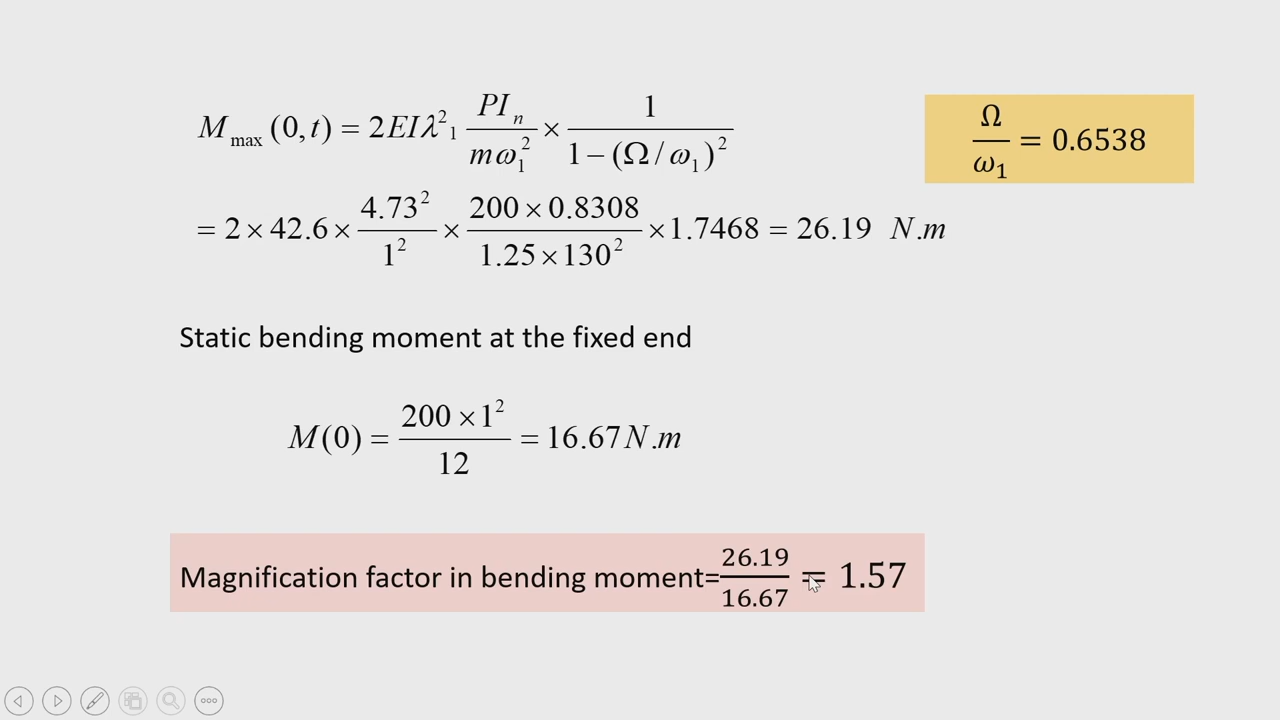 M_max (0,t) = 2EIλ²₁ PI_n / mω₁² × 1 / 1−(Ω/ω₁)²
Ω/ω₁ = 0.6538
= 2×42.6× 4.73² / 1² × 200×0.8308 / 1.25×130² ×1.7468 = 26.19 N.m
Static bending moment at the fixed end
M(0) = 200×1² / 12 = 16.67N.m
Magnification factor in bending moment= 26.19 / 16.67 = 1.57